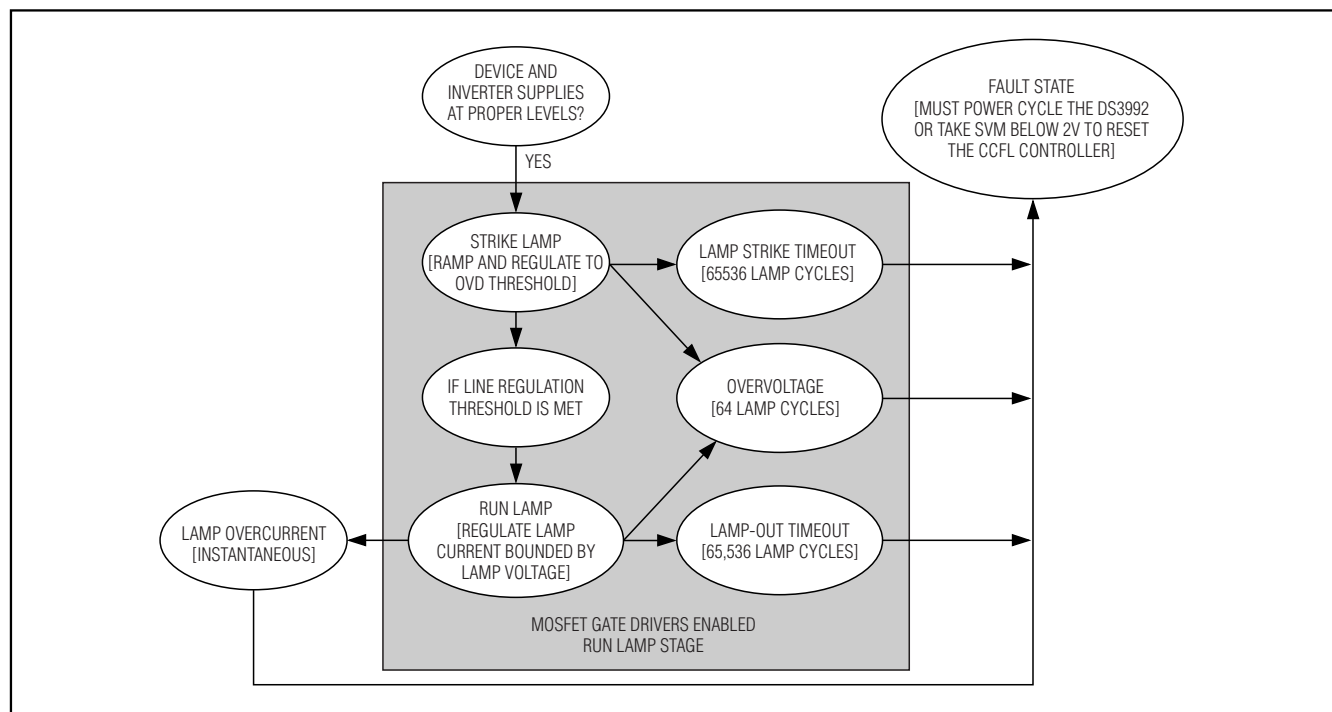 DEVICE AND
INVERTER SUPPLIES
AT PROPER LEVELS?
YES
FAULT STATE
[MUST POWER CYCLE THE DS3992
OR TAKE SVM BELOW 2V TO RESET
THE CCFL CONTROLLER]
STRIKE LAMP
[RAMP AND REGULATE TO
OVD THRESHOLD]
LAMP STRIKE TIMEOUT
[65536 LAMP CYCLES]
IF LINE REGULATION
THRESHOLD IS MET
OVERVOLTAGE
[64 LAMP CYCLES]
LAMP OVERCURRENT
[INSTANTANEOUS]
RUN LAMP
[REGULATE LAMP
CURRENT BOUNDED BY
LAMP VOLTAGE]
LAMP-OUT TIMEOUT
[65,536 LAMP CYCLES]
MOSFET GATE DRIVERS ENABLED
RUN LAMP STAGE